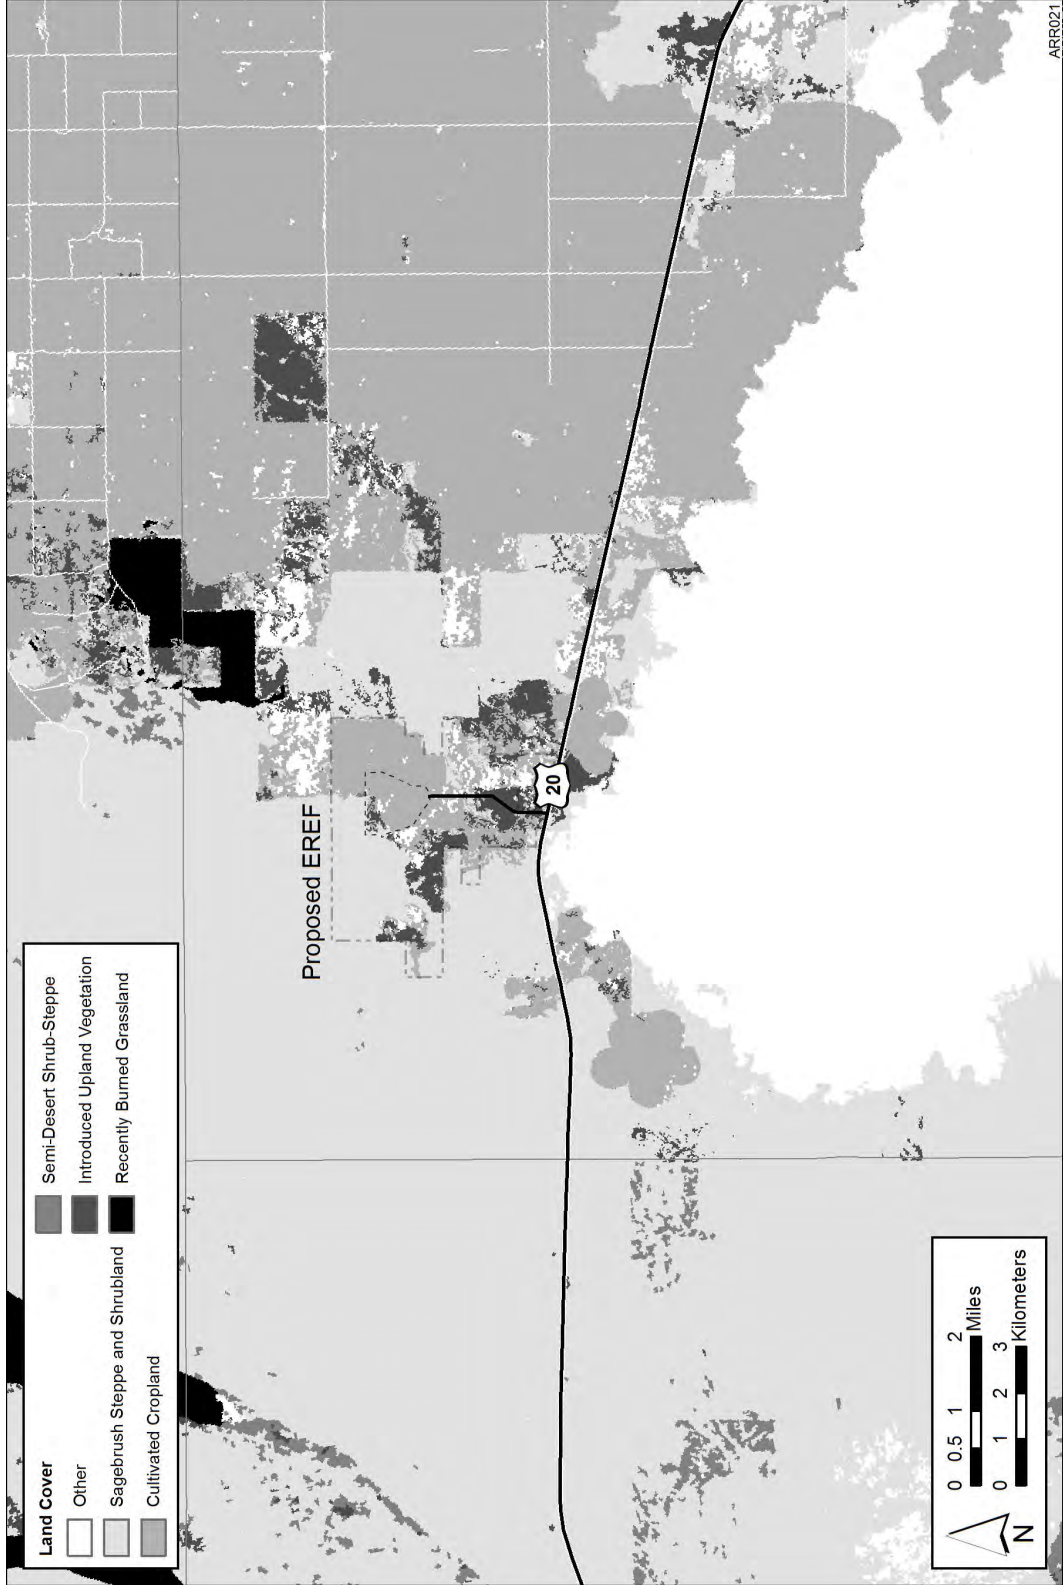 Land Cover
Other
Sagebrush Steppe and Shrubland
Cultivated Cropland
Semi-Desert Shrub-Steppe
Introduced Upland Vegetation
Recently Burned Grassland
Proposed EREF
20
N
0 0.5 1 2
Miles
0 1 2 3
Kilometers
ARR021